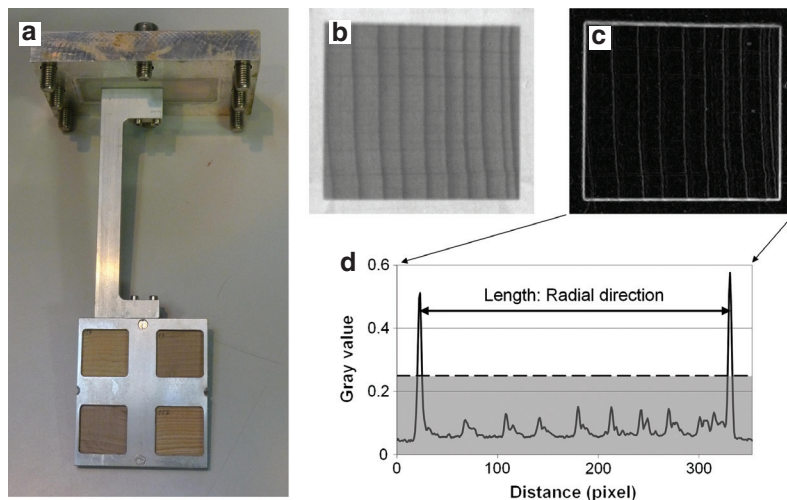 a
b
c
d
0.6
0.4
0.2
0
Gray value
Length: Radial direction
0
100
200
300
Distance (pixel)